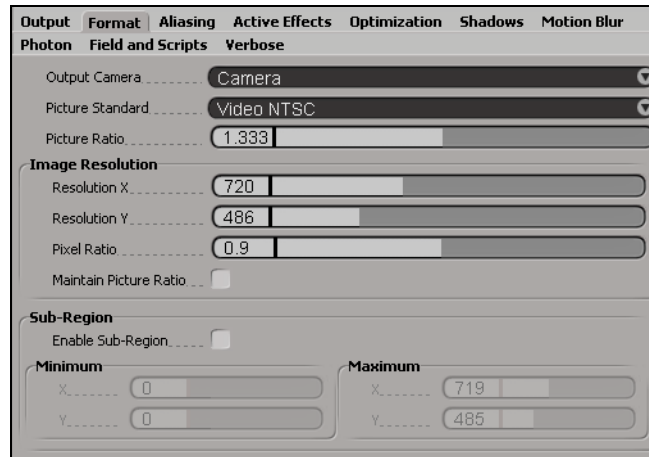 Output Format Aliasing Active Effects Optimization Shadows Motion Blur
Photon Field and Scripts Verbose
Output Camera Camera
Picture Standard Video NTSC
Picture Ratio 1.333
Image Resolution
Resolution X 720
Resolution Y 486
Pixel Ratio 0.9
Maintain Picture Ratio
Sub-Region
Enable Sub-Region
Minimum Maximum
X 0 X 719
Y 0 Y 485